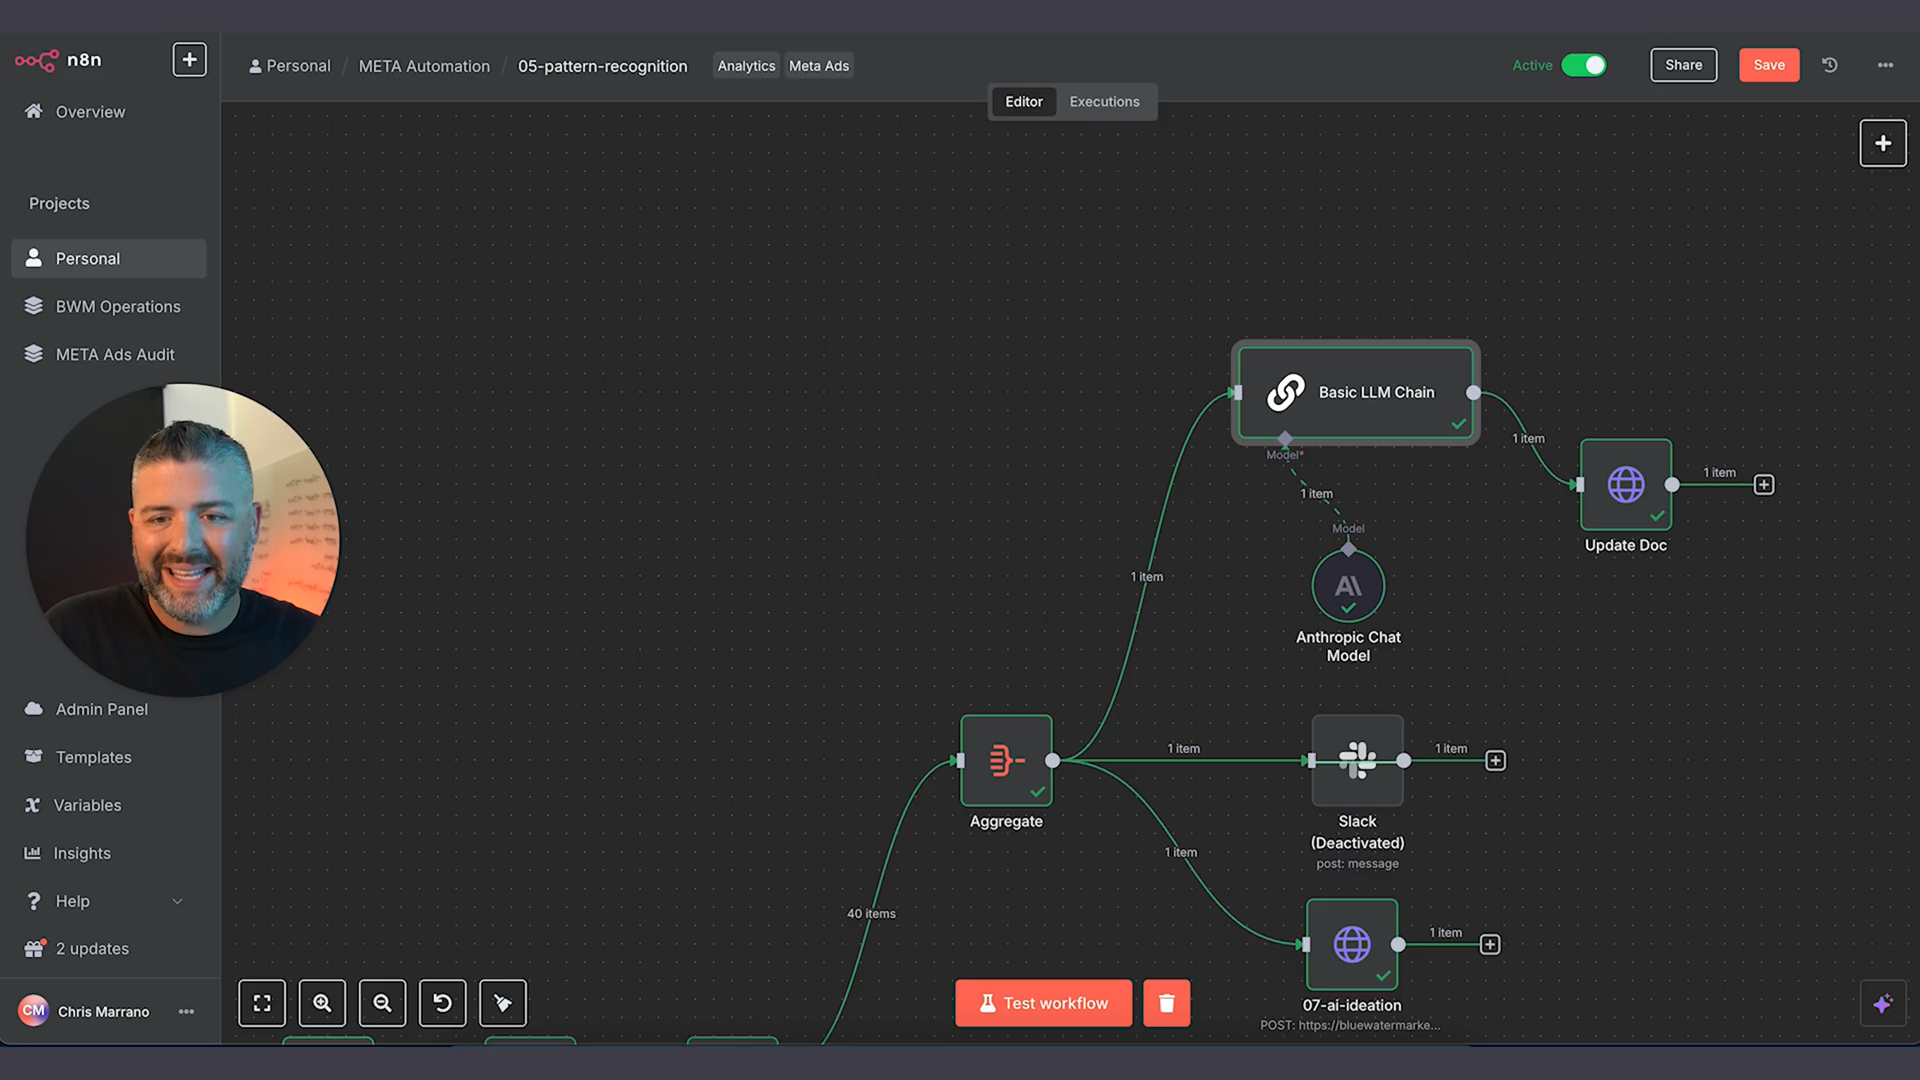 n8n
Overview
Projects
Personal
BWM Operations
META Ads Audit
Admin Panel
Templates
Variables
Insights
Help
2 updates
CM Chris Marrano
Personal / META Automation / 05-pattern-recognition Analytics Meta Ads
Active Share Save
Editor Executions
Basic LLM Chain
Model*
1 item
1 item
1 item
Update Doc
Model
Anthropic Chat
Model
1 item
Aggregate
1 item
1 item
Slack
(Deactivated)
post: message
1 item
40 items
1 item
07-ai-ideation
POST: https://bluewatermarke...
Test workflow